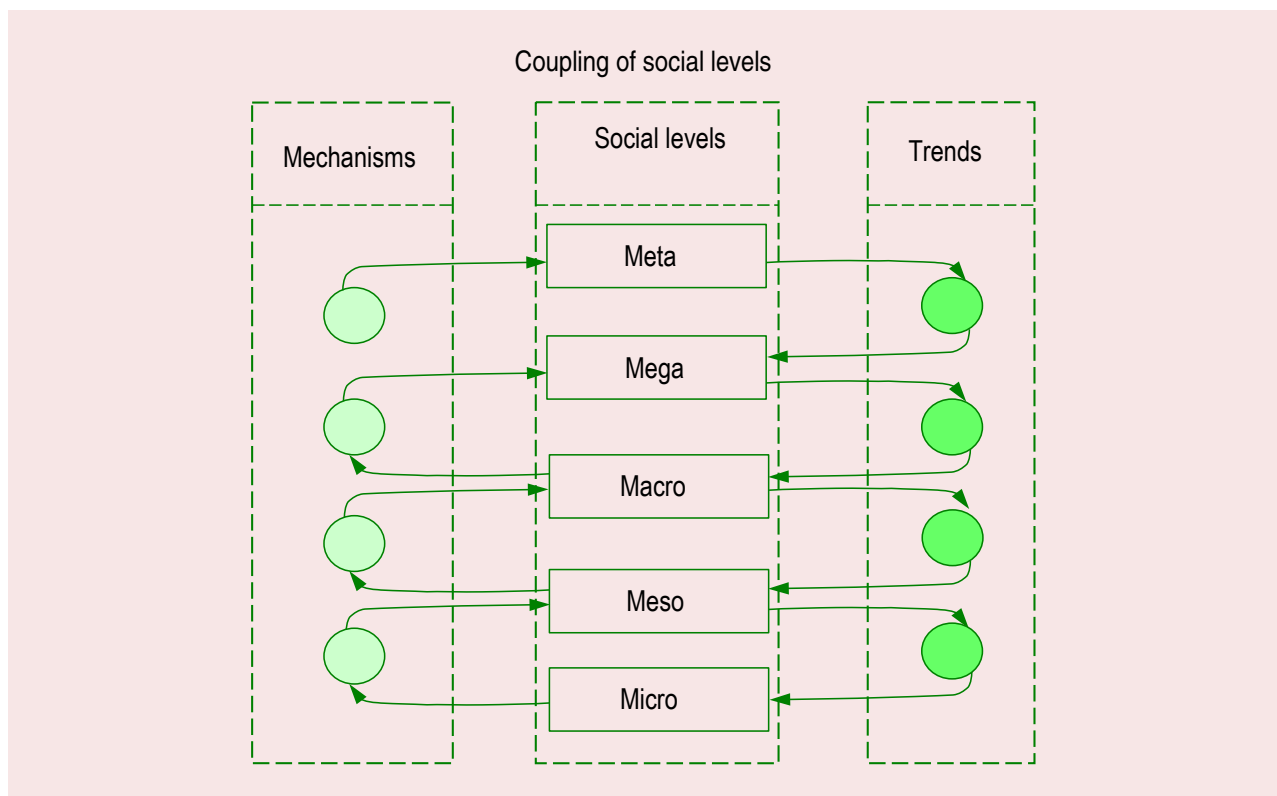 Coupling of social levels
Mechanisms
Social levels
Trends
Meta
Mega
Macro
Meso
Micro